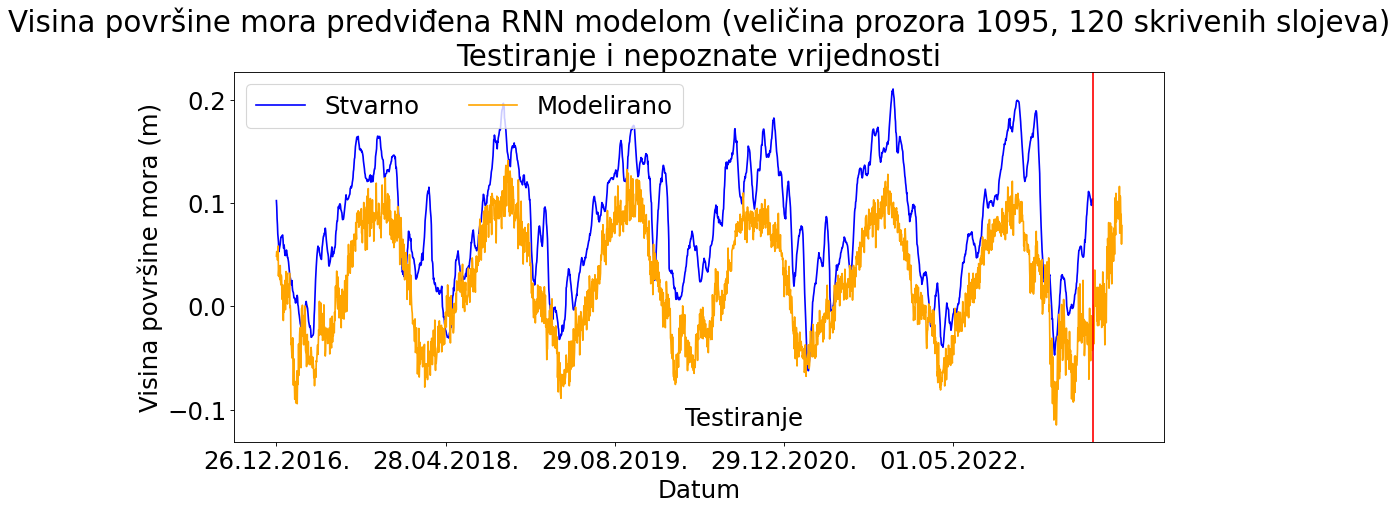 Visina površine mora predviđena RNN modelom (veličina prozora 1095, 120 skrivenih slojeva)
Testiranje i nepoznate vrijednosti
Stvarno Modelirano
Visina površine mora (m)
0.2
0.1
0.0
−0.1
Testiranje
26.12.2016. 28.04.2018. 29.08.2019. 29.12.2020. 01.05.2022.
Datum